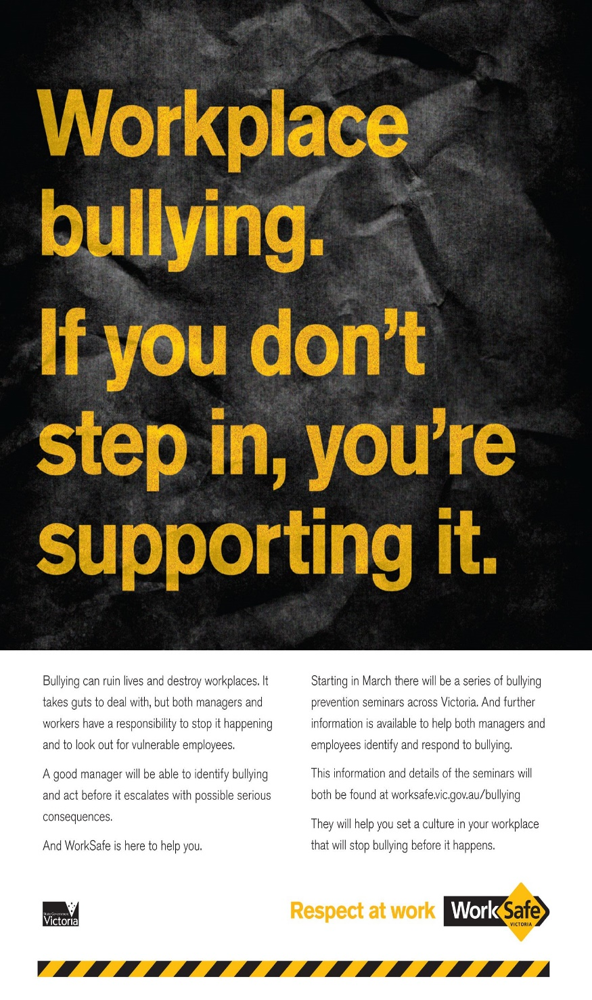 Workplace
bullying.
If you don't
step in, you're
supporting it.
Bullying can ruin lives and destroy workplaces. It
takes guts to deal with, but both managers and
workers have a responsibility to stop it happening
and to look out for vulnerable employees.
A good manager will be able to identify bullying
and act before it escalates with possible serious
consequences.
And WorkSafe is here to help you.
Starting in March there will be a series of bullying
prevention seminars across Victoria. And further
information is available to help both managers and
employees identify and respond to bullying.
This information and details of the seminars will
both be found at worksafe.vic.gov.au/bullying
They will help you set a culture in your workplace
that will stop bullying before it happens.
State Government
Victoria
Respect at work
WorkSafe
VICTORIA